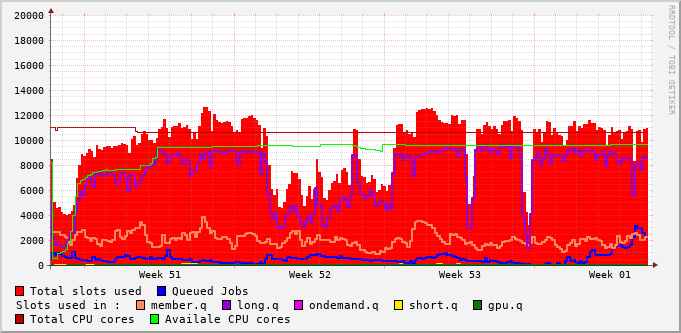 20000
18000
16000
14000
12000
10000
8000
6000
4000
2000
0
Week 51 Week 52 Week 53 Week 01
RRDTOOL / TOBI OETIKER
Total slots used Queued Jobs
Slots used in : member.q long.q ondemand.q short.q gpu.q
Total CPU cores Availale CPU cores